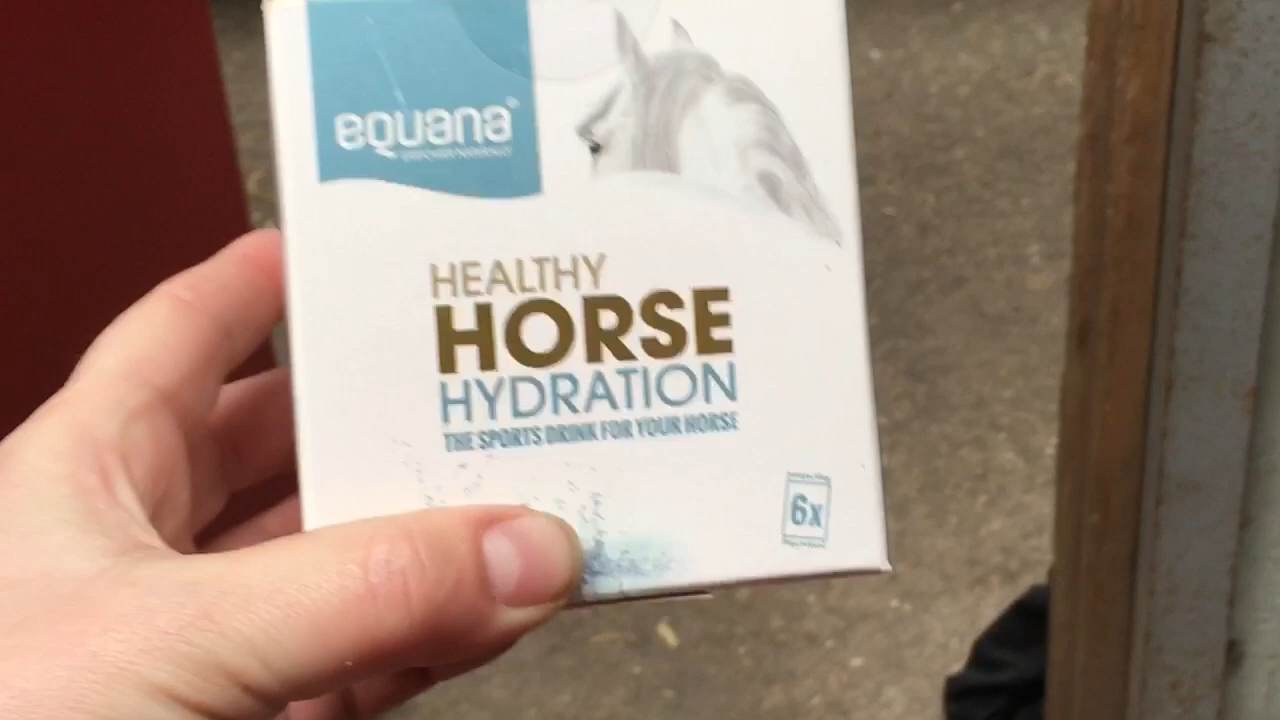 equana
HEALTHY
HORSE
HYDRATION
THE SPORTS DRINK FOR YOUR HORSE
6x